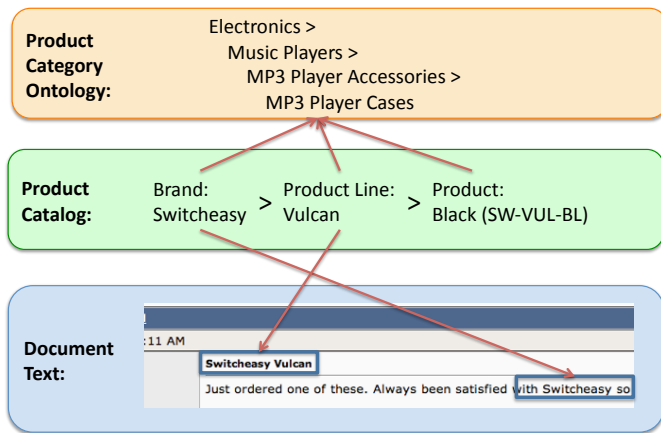 Product
Category
Ontology:
Electronics >
Music Players >
MP3 Player Accessories >
MP3 Player Cases
Product
Catalog:
Brand:
Switcheasy
>
Product Line:
Vulcan
>
Product:
Black (SW-VUL-BL)
Document
Text:
:11 AM
Switcheasy Vulcan
Just ordered one of these. Always been satisfied with Switcheasy so